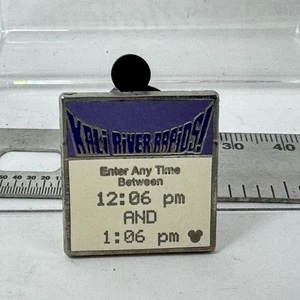 KALI RIVER RAPIDS!
Enter Any Time
Between
12:06 pm
AND
1:06 pm
30
40